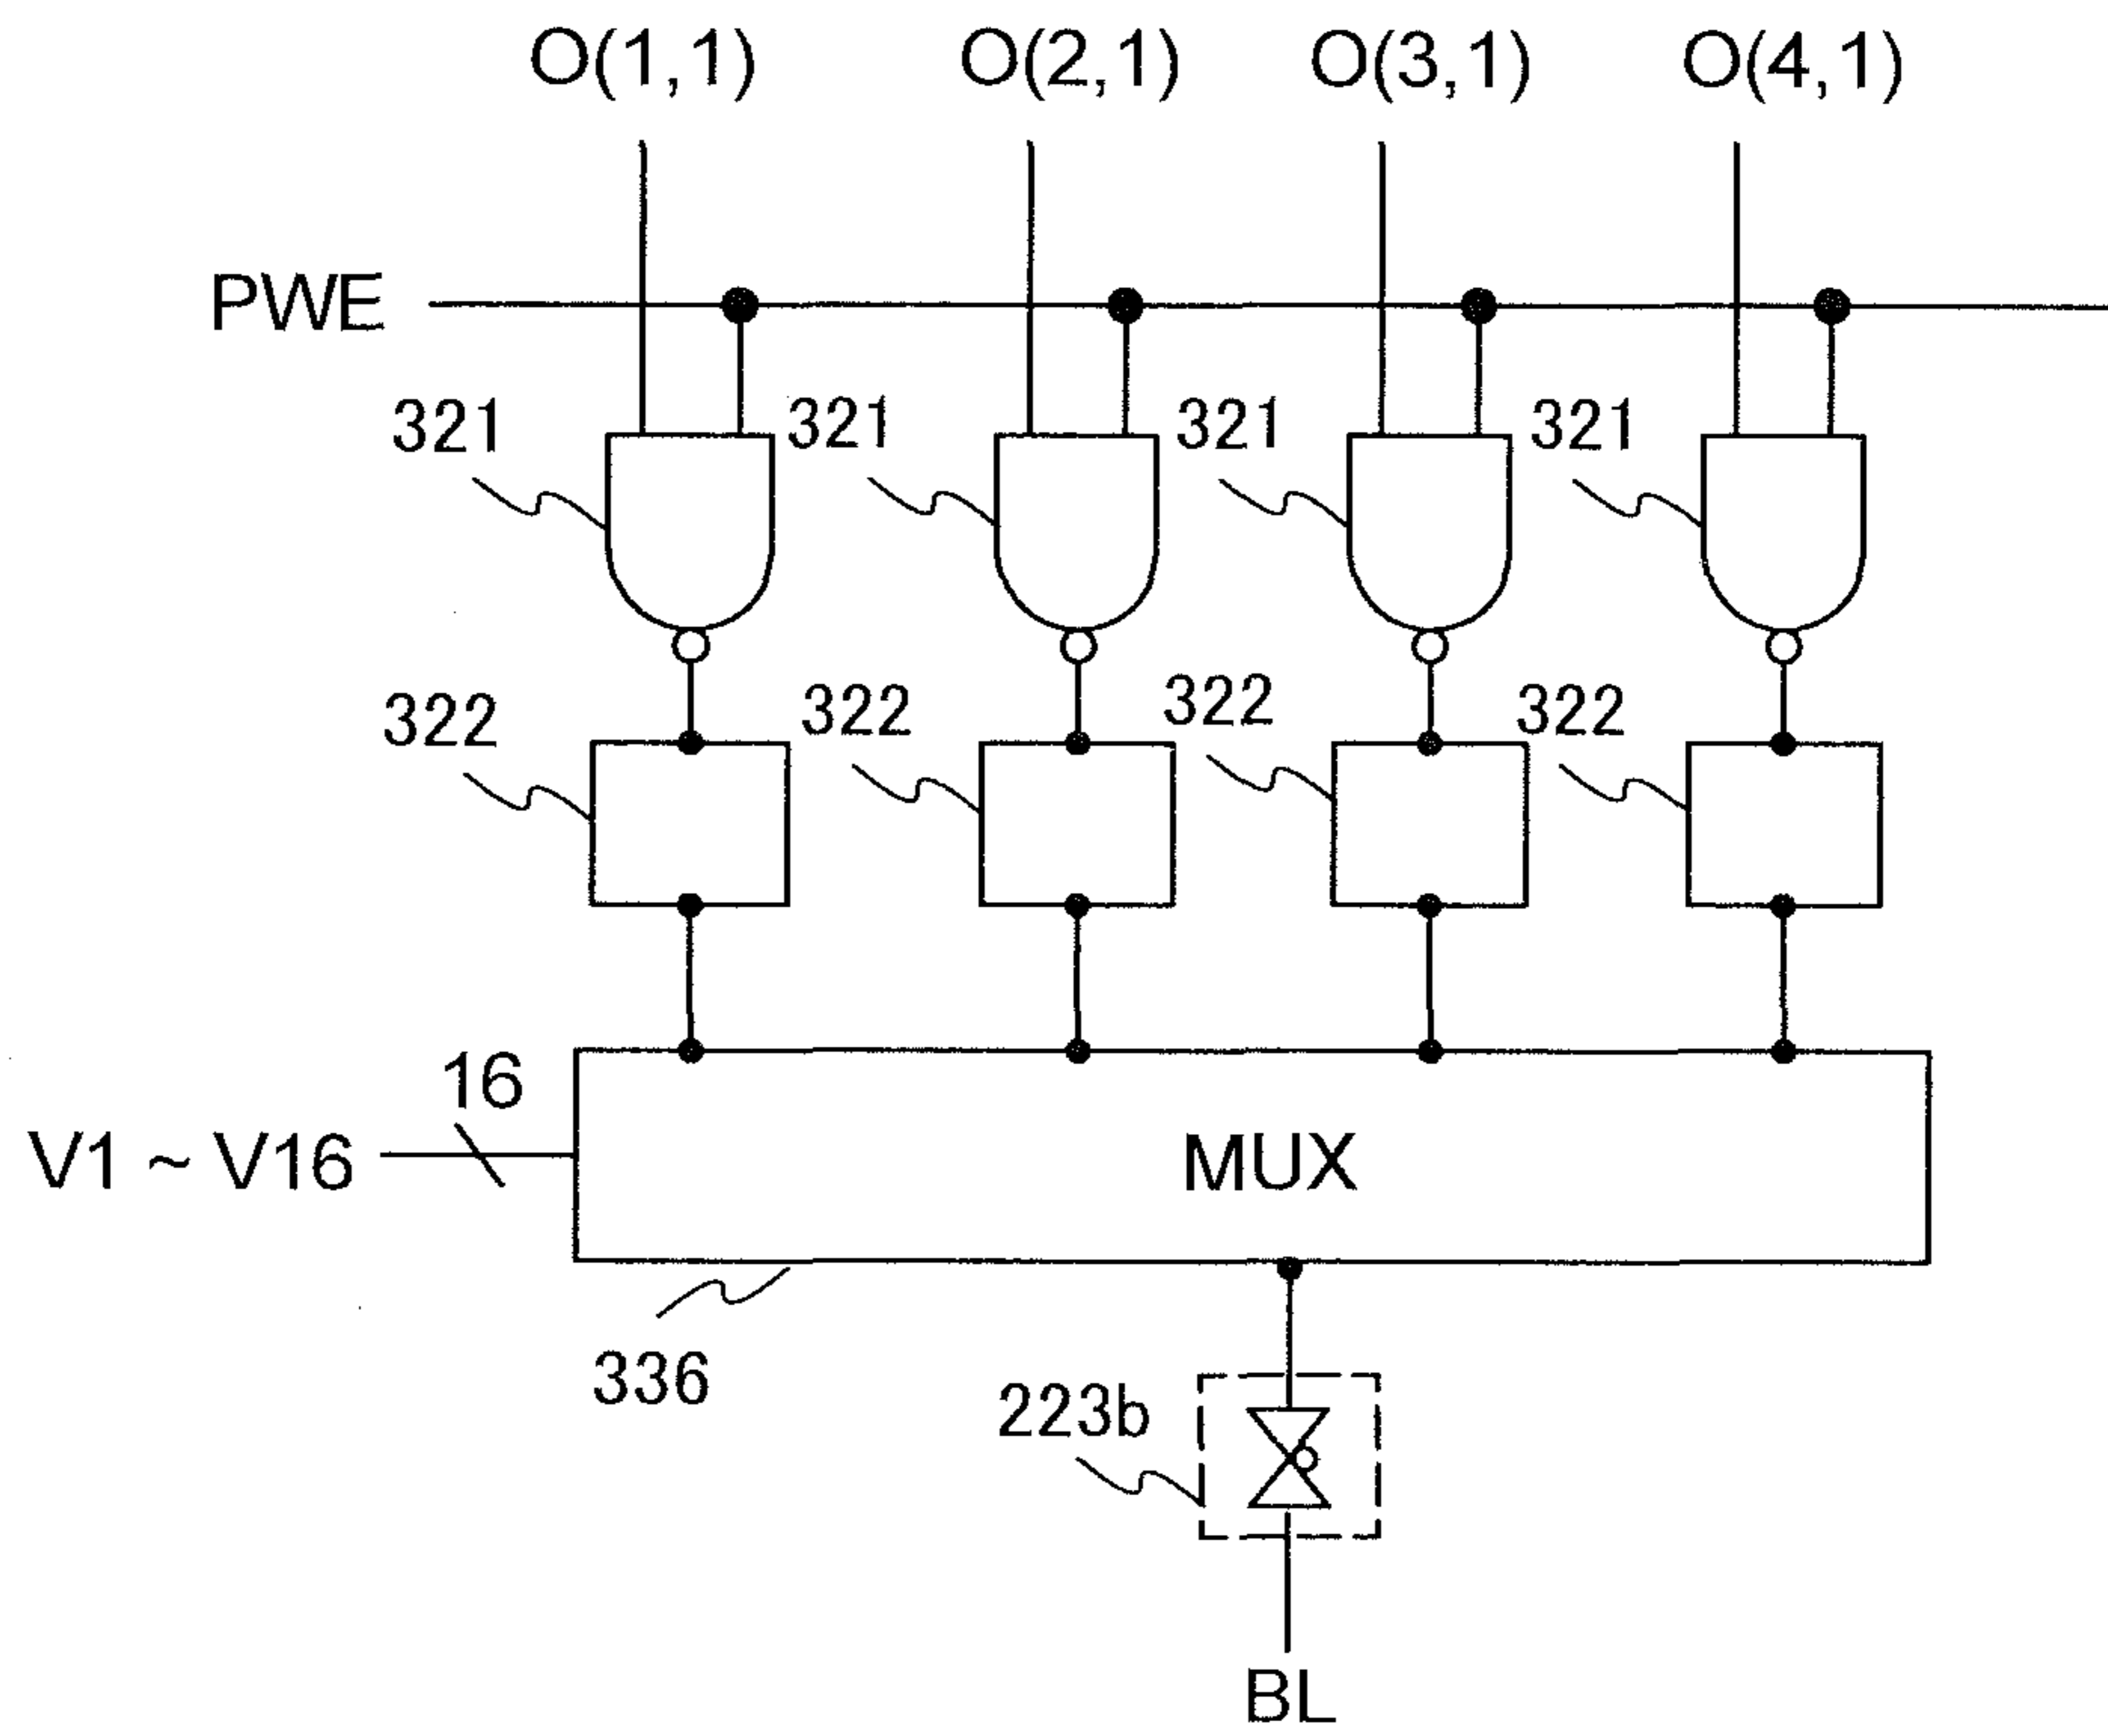 O(1,1) O(2,1) O(3,1) O(4,1)
PWE
321 321 321 321
322 322 322 322
16
V1 ~ V16
MUX
336
223b
BL